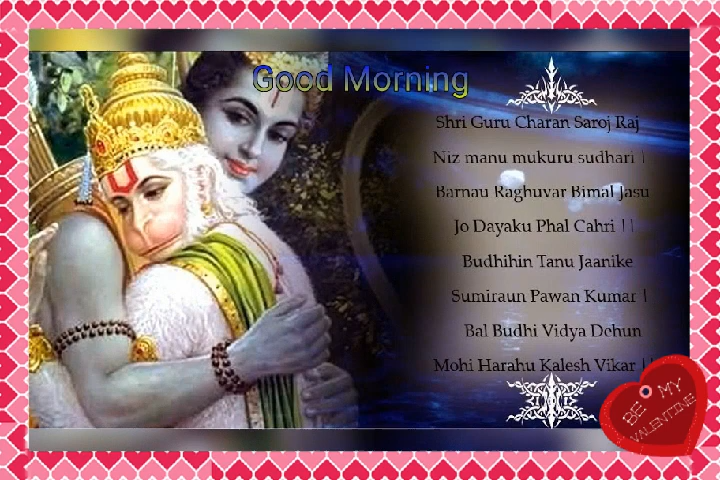 Good Morning
Shri Guru Charan Saroj Raj
Niz manu mukuru sudhari |
Barnau Raghuvar Bimal Jasu
Jo Dayaku Phal Cahri ||
Budhihin Tanu Jaanike
Sumiraun Pawan Kumar |
Bal Budhi Vidya Dehun
Mohi Harahu Kalesh Vikar ||
BE MY
VALENTINE